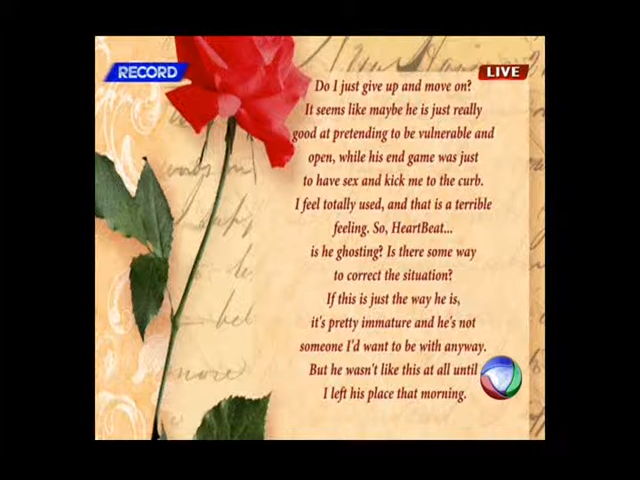 RECORD
LIVE
Do I just give up and move on?
It seems like maybe he is just really
good at pretending to be vulnerable and
open, while his end game was just
to have sex and kick me to the curb.
I feel totally used, and that is a terrible
feeling. So, HeartBeat...
is he ghosting? Is there some way
to correct the situation?
If this is just the way he is,
it's pretty immature and he's not
someone I'd want to be with anyway.
But he wasn't like this at all until
I left his place that morning.
more